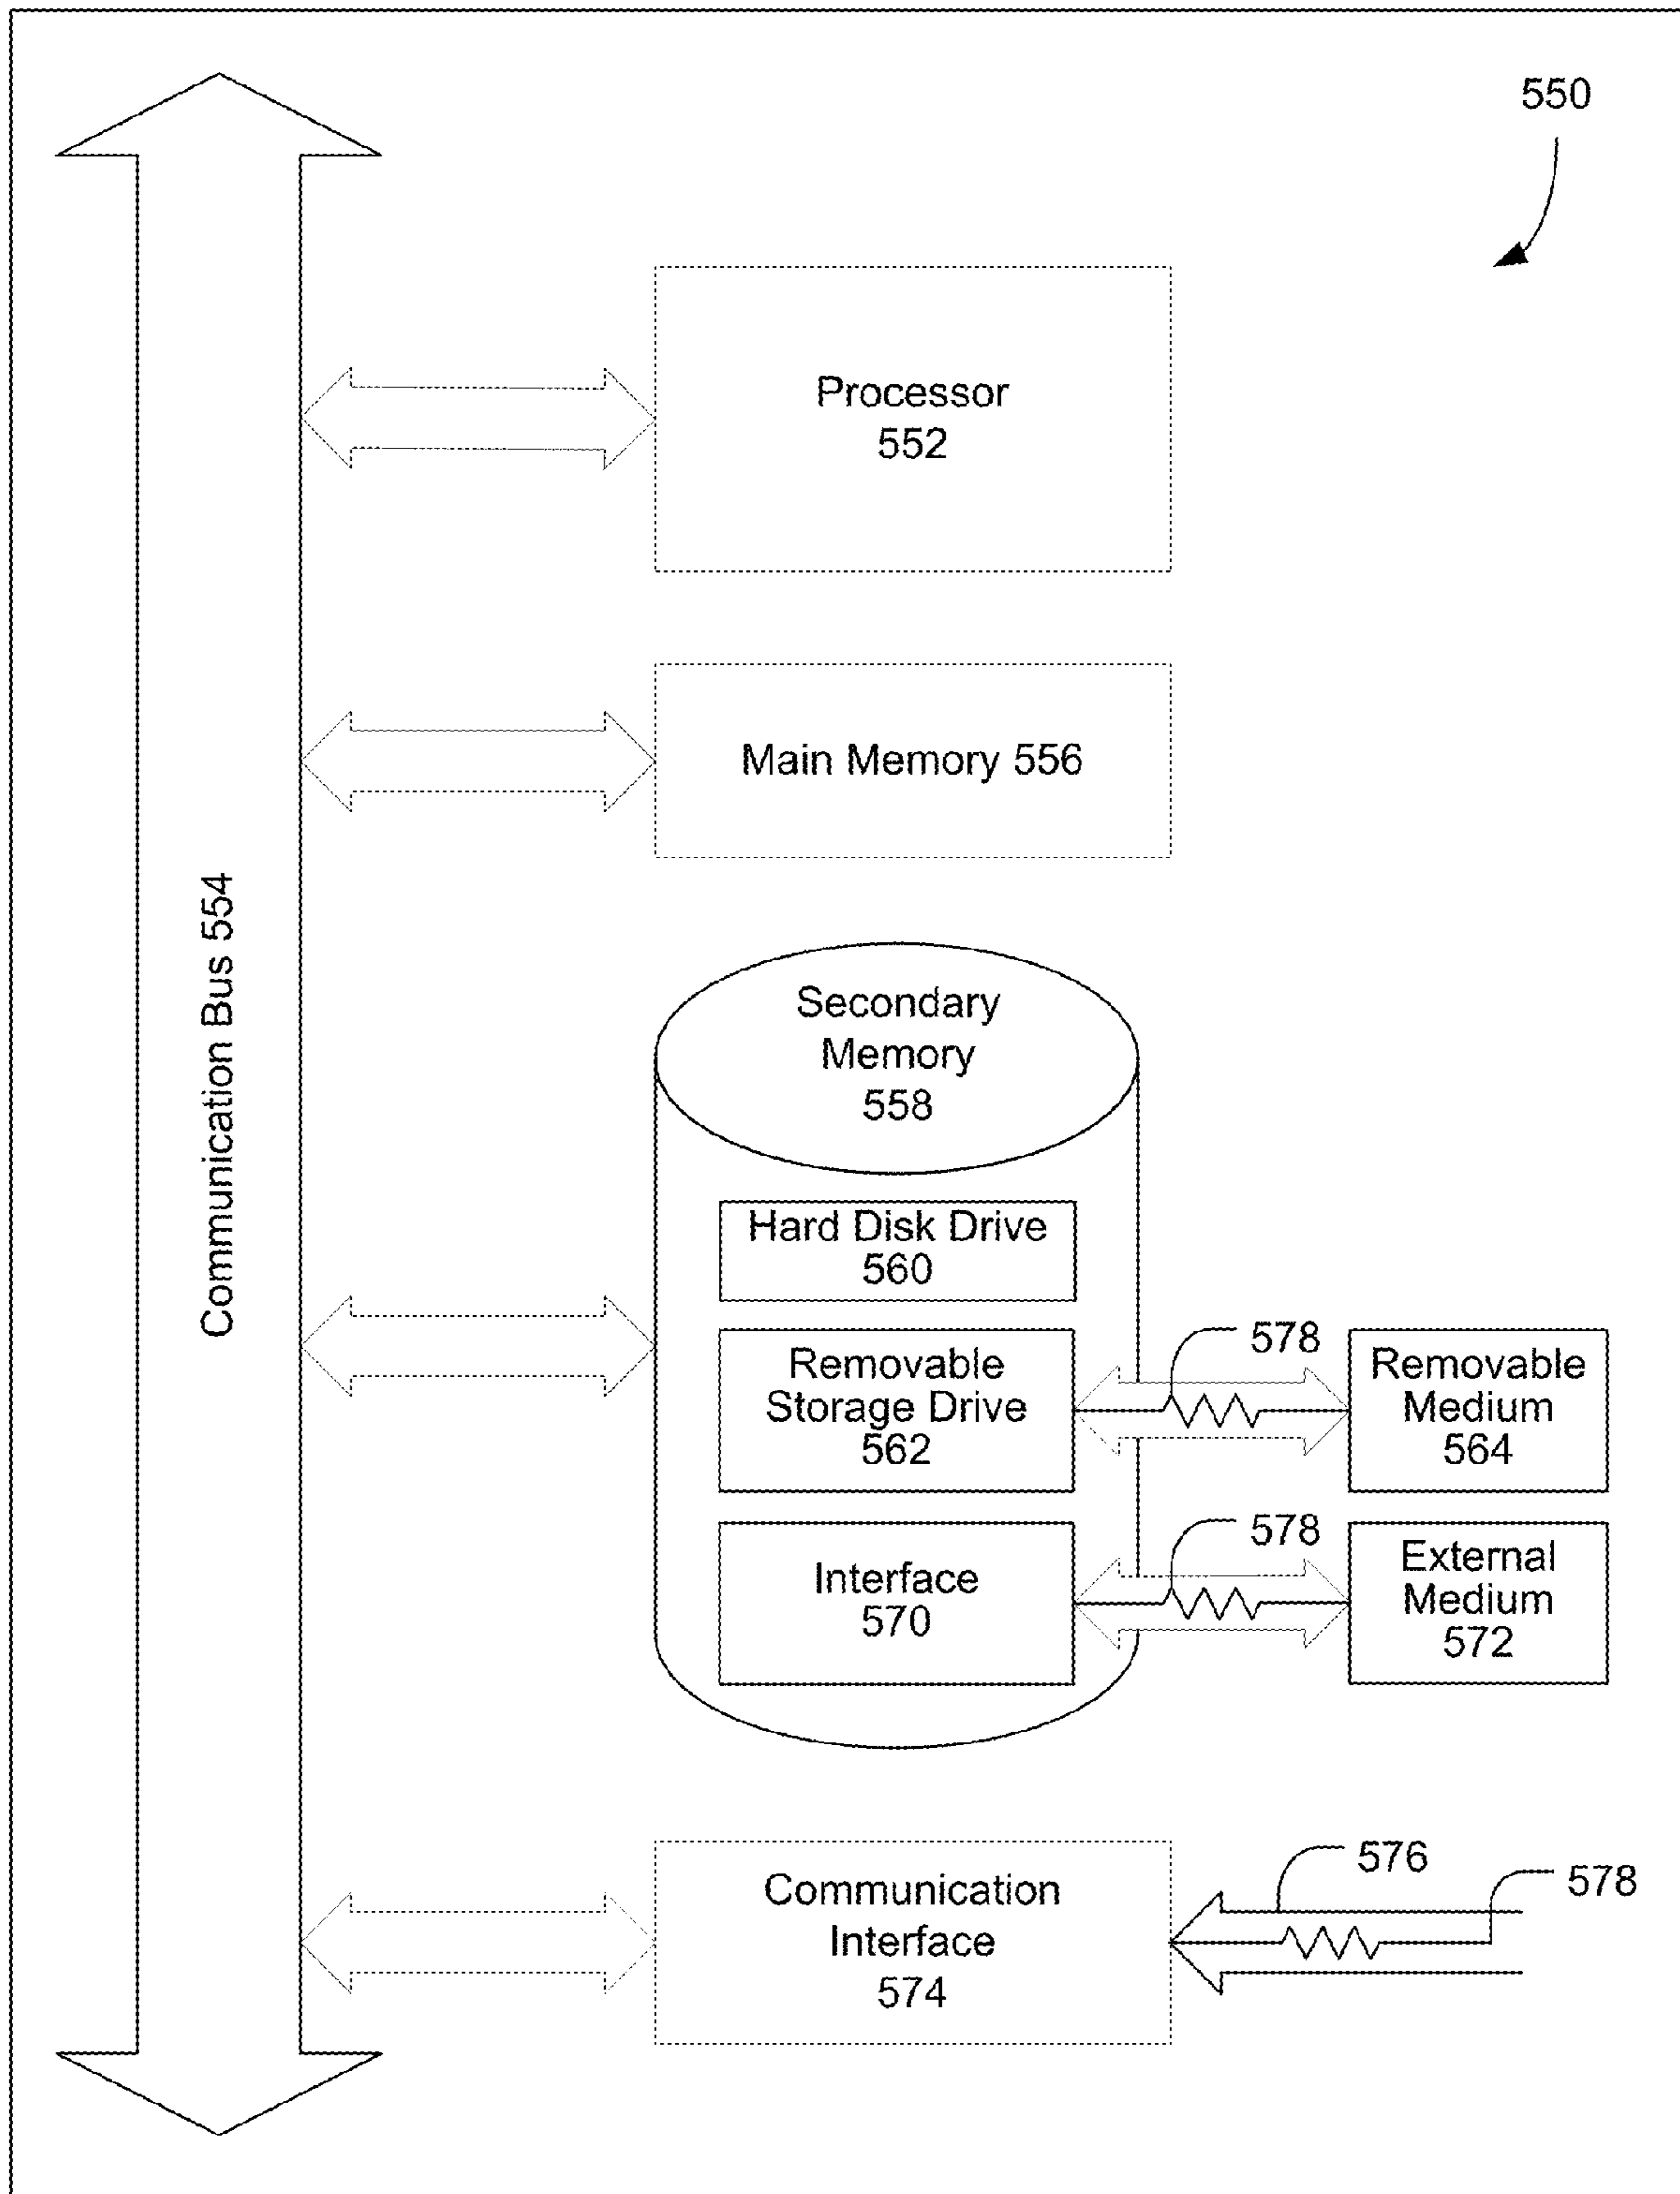 550
Processor
552
Main Memory 556
Communication Bus 554
Secondary
Memory
558
Hard Disk Drive
560
Removable
Storage Drive
562
578
Removable
Medium
564
Interface
570
578
External
Medium
572
Communication
Interface
574
576
578